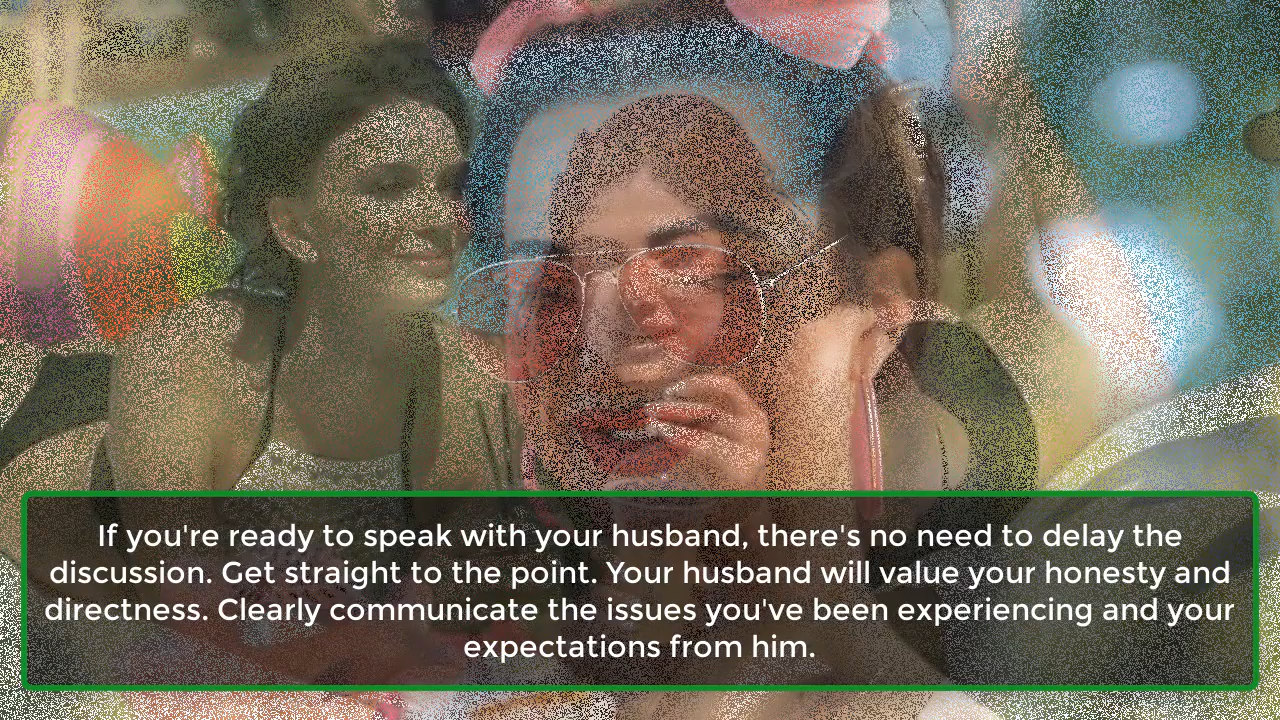 If you're ready to speak with your husband, there's no need to delay the
discussion. Get straight to the point. Your husband will value your honesty and
directness. Clearly communicate the issues you've been experiencing and your
expectations from him.